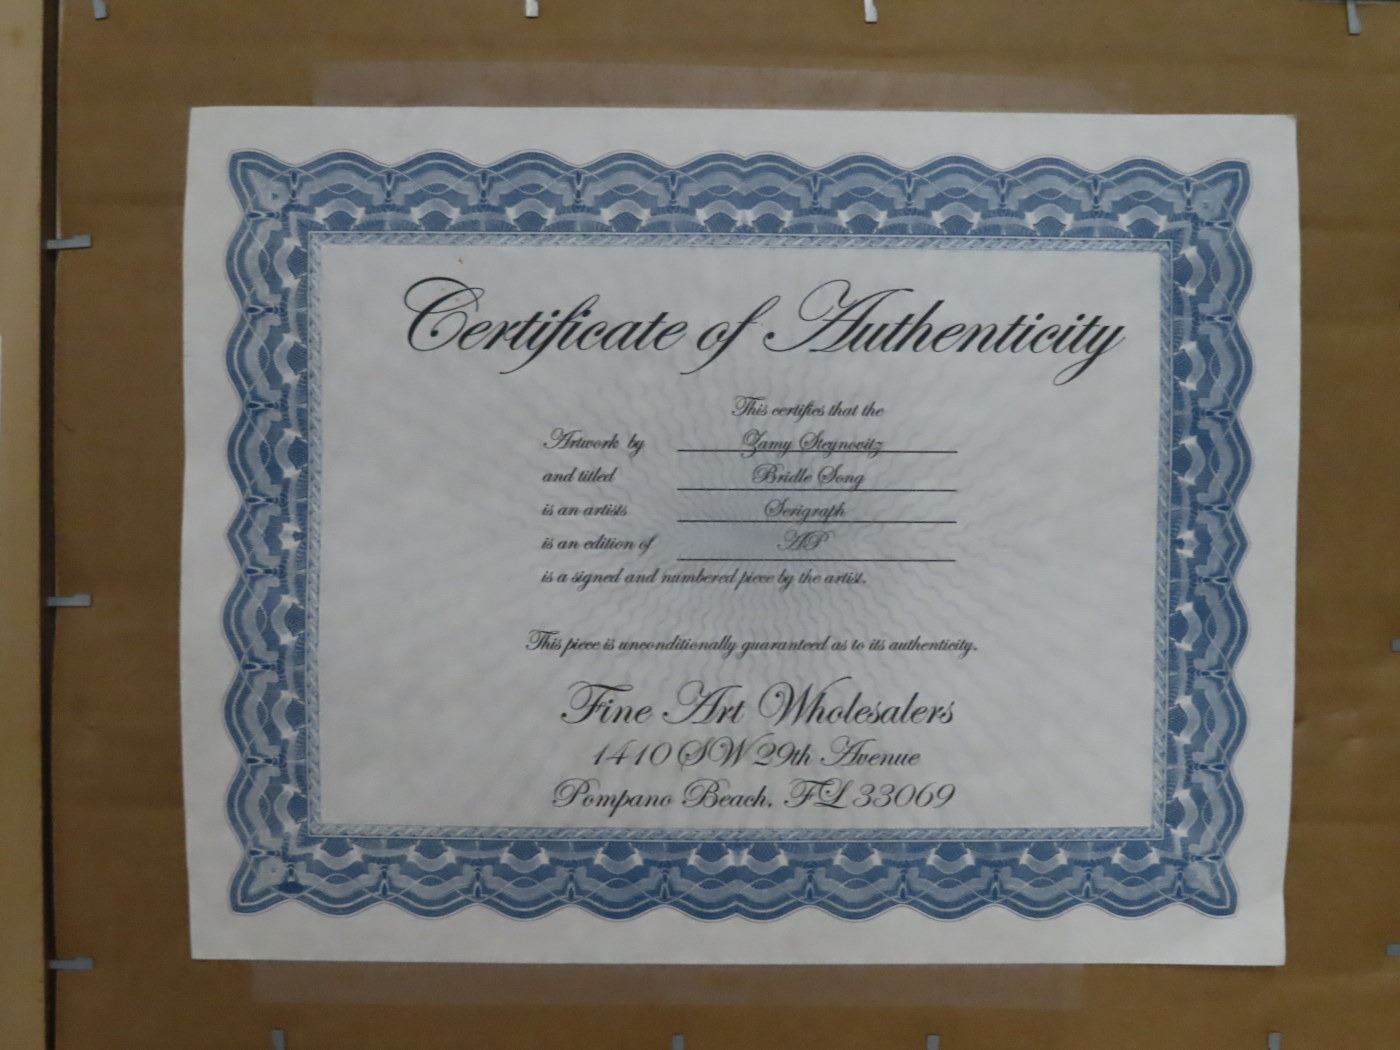 Certificate of Authenticity
This certifies that the
Artwork by Zamy Steynovitz
and titled Bridle Song
is an artists Serigraph
is an edition of AP
is a signed and numbered piece by the artist.
This piece is unconditionally guaranteed as to its authenticity.
Fine Art Wholesalers
1410 SW 29th Avenue
Pompano Beach, FL 33069